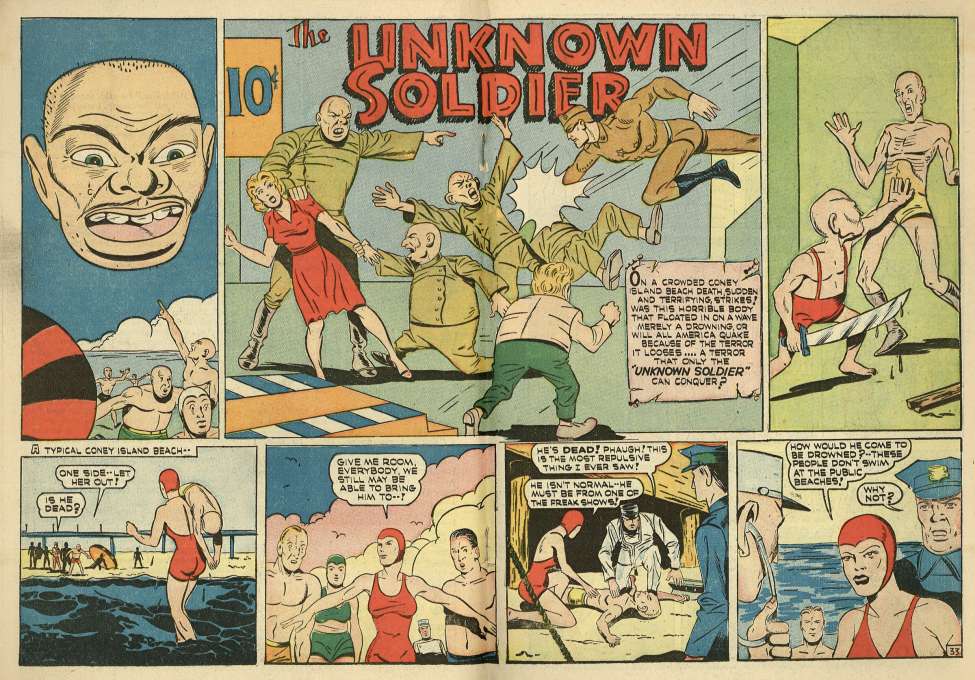 The
UNKNOWN
SOLDIER
10¢
ON A CROWDED CONEY
ISLAND BEACH DEATH, SUDDEN
AND TERRIFYING, STRIKES!
WAS THIS HORRIBLE BODY
THAT FLOATED IN ON A WAVE
MERELY A DROWNING, OR
WILL ALL AMERICA QUAKE
BECAUSE OF THE TERROR
IT LOOSES.... A TERROR
THAT ONLY THE
"UNKNOWN SOLDIER"
CAN CONQUER?
A TYPICAL CONEY ISLAND BEACH--
ONE SIDE--LET
HER OUT!
IS HE
DEAD?
GIVE ME ROOM,
EVERYBODY, WE
STILL MAY BE
ABLE TO BRING
HIM TO--!
HE'S DEAD! PHAUGH! THIS
IS THE MOST REPULSIVE
THING I EVER SAW!
HE ISN'T NORMAL--HE
MUST BE FROM ONE OF
THE FREAK SHOWS!
HOW WOULD HE COME TO
BE DROWNED?--THESE
PEOPLE DON'T SWIM
AT THE PUBLIC
BEACHES!
WHY
NOT?
33